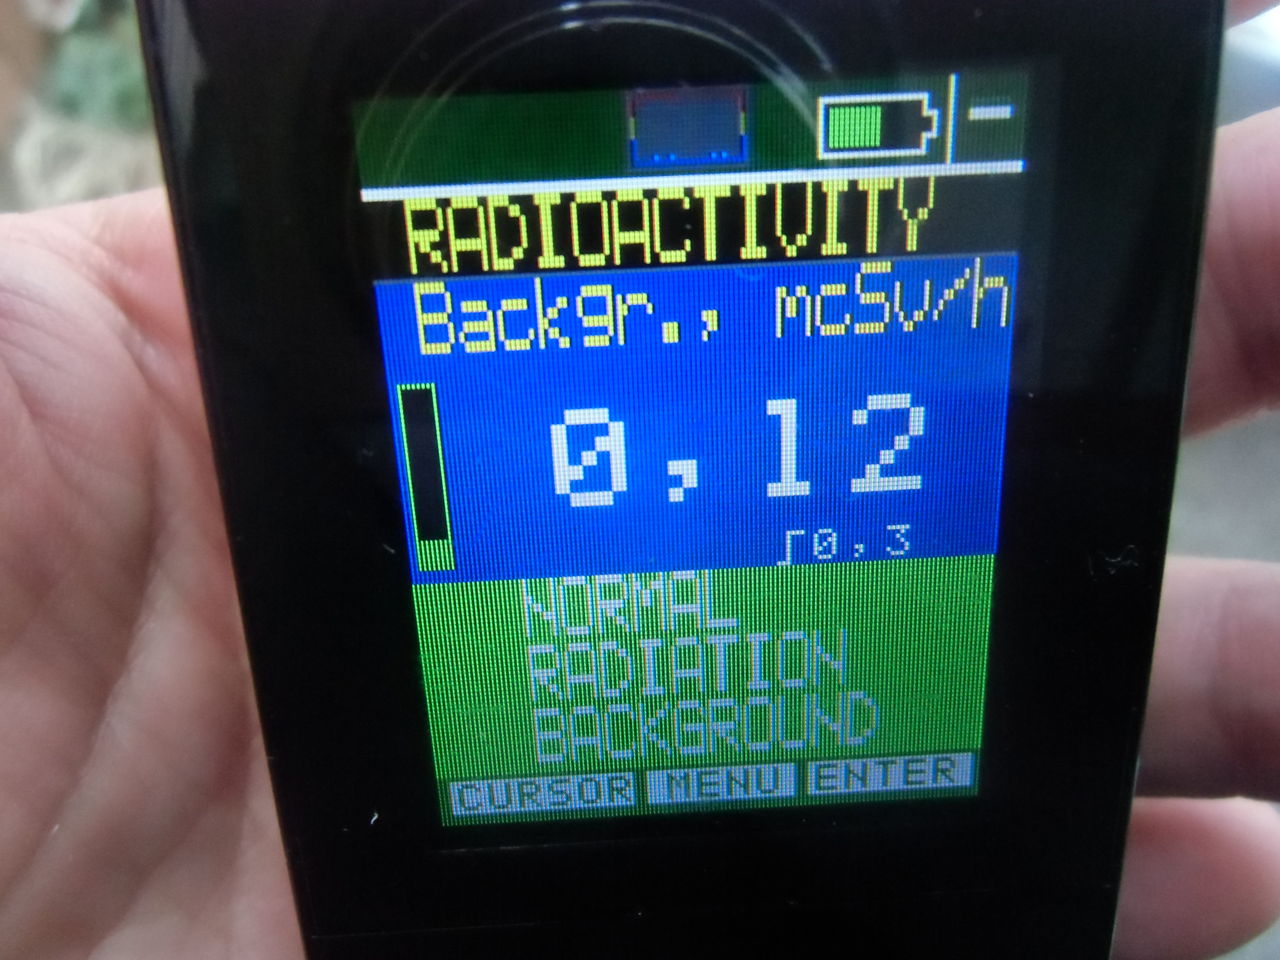 RADIOACTIVITY
Backgr., mcSv/h
0,12
⌠0,3
NORMAL
RADIATION
BACKGROUND
CURSOR MENU ENTER